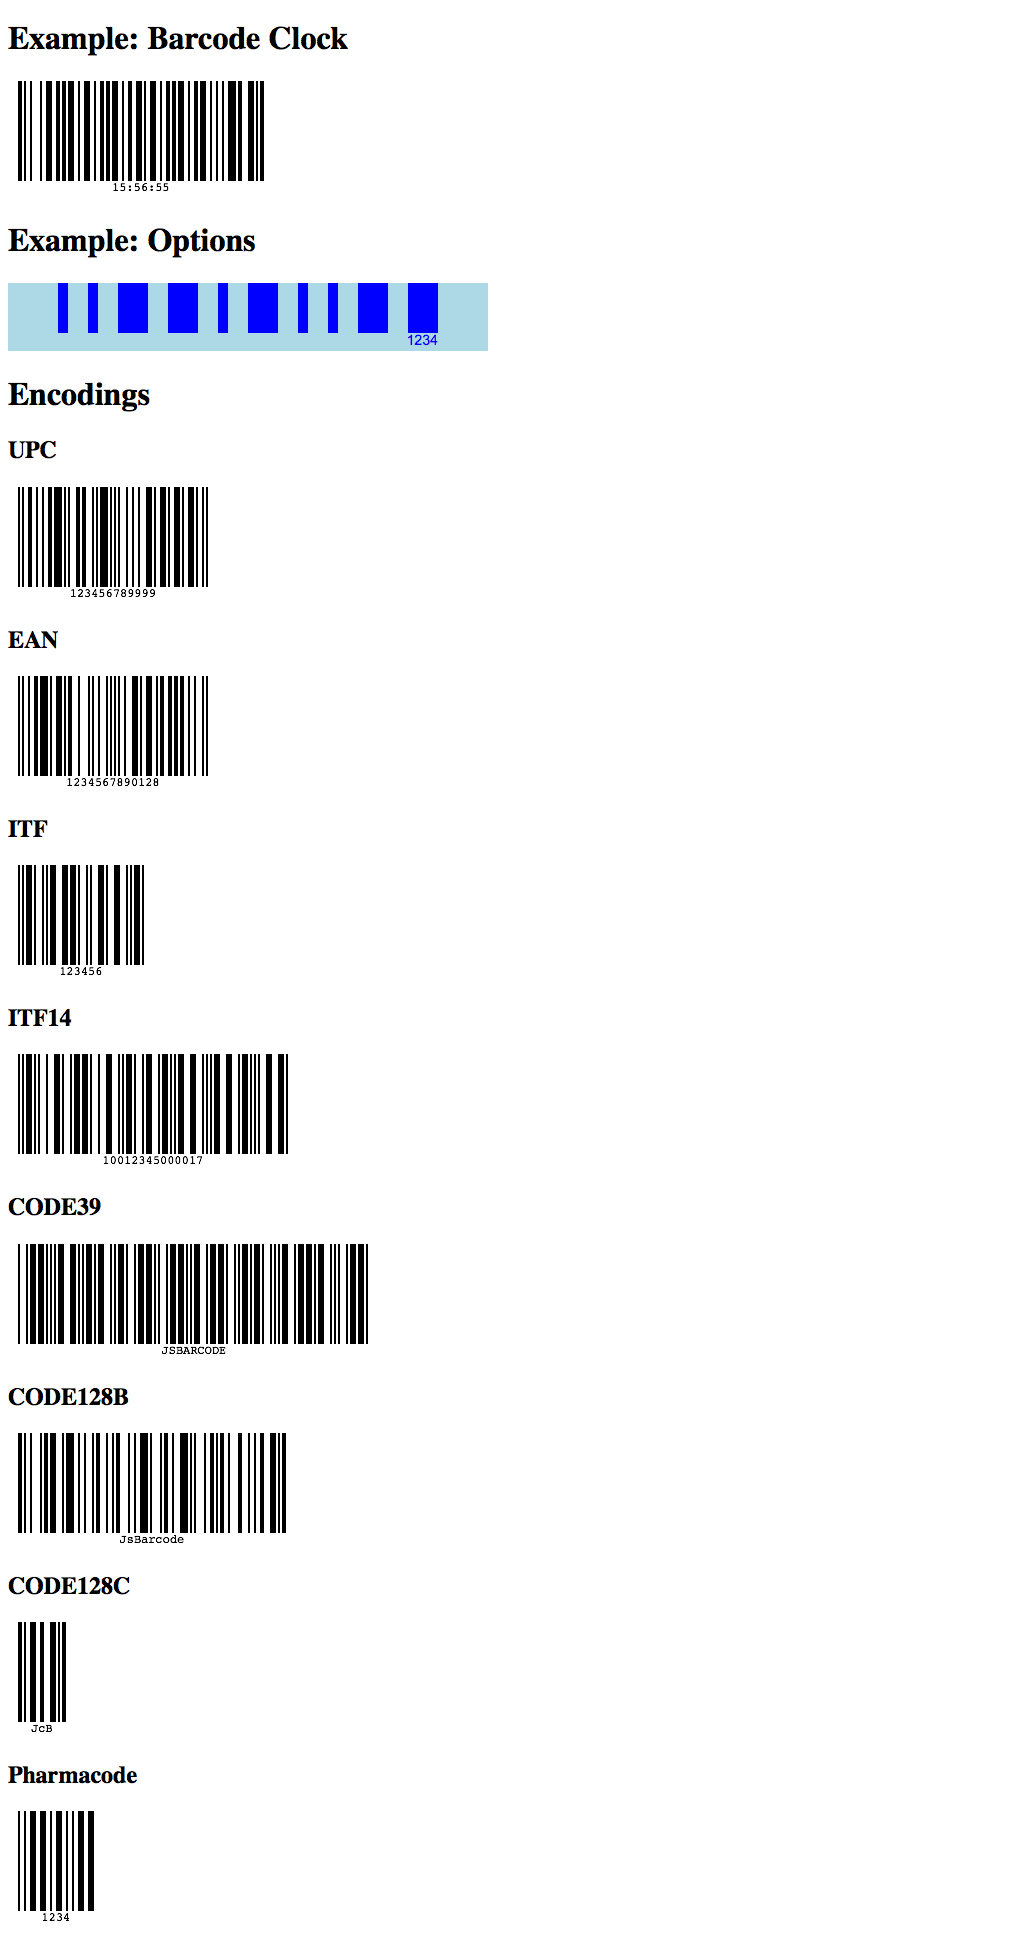 Example: Barcode Clock
15:56:55
Example: Options
1234
Encodings
UPC
123456789999
EAN
1234567890128
ITF
123456
ITF14
10012345000017
CODE39
JSBARCODE
CODE128B
JsBarcode
CODE128C
JcB
Pharmacode
1234